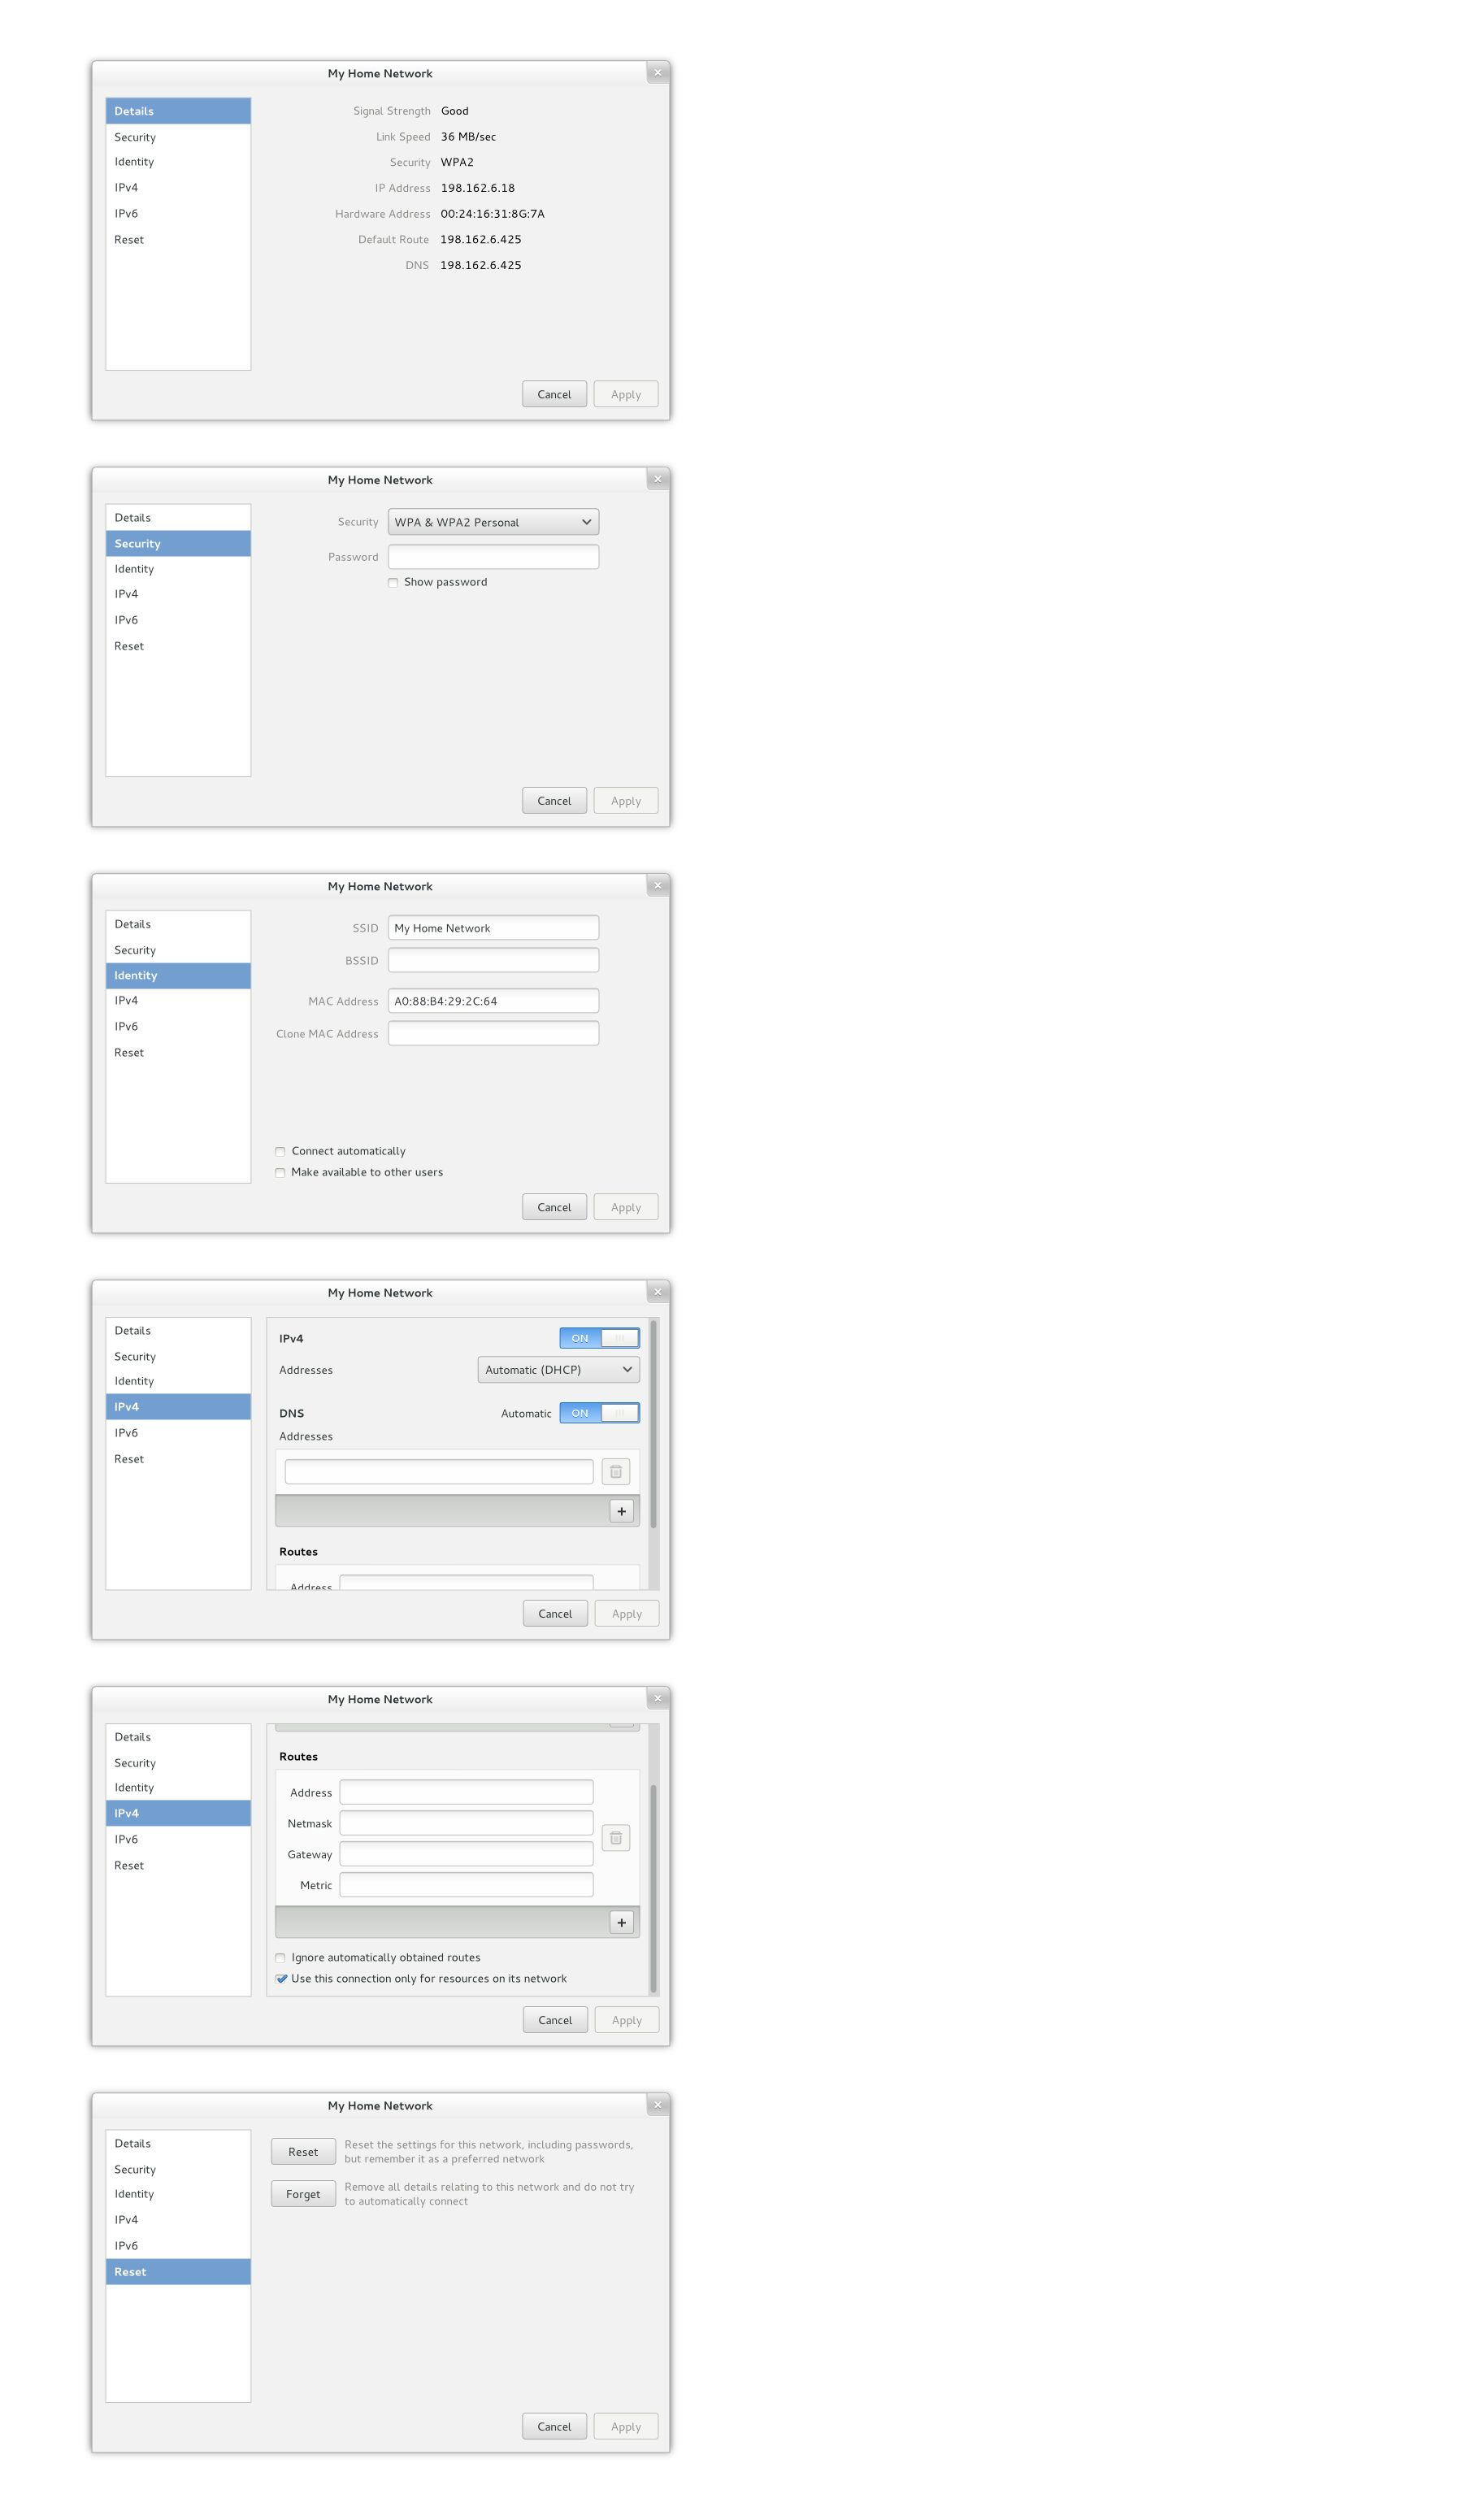 My Home Network
Details
Security
Identity
IPv4
IPv6
Reset
Signal Strength Good
Link Speed 36 MB/sec
Security WPA2
IP Address 198.162.6.18
Hardware Address 00:24:16:31:8G:7A
Default Route 198.162.6.425
DNS 198.162.6.425
Cancel Apply
My Home Network
Details
Security
Identity
IPv4
IPv6
Reset
Security WPA & WPA2 Personal
Password
Show password
Cancel Apply
My Home Network
Details
Security
Identity
IPv4
IPv6
Reset
SSID My Home Network
BSSID
MAC Address A0:88:B4:29:2C:64
Clone MAC Address
Connect automatically
Make available to other users
Cancel Apply
My Home Network
Details
Security
Identity
IPv4
IPv6
Reset
IPv4 ON
Addresses Automatic (DHCP)
DNS Automatic ON
Addresses
Routes
Address
Cancel Apply
My Home Network
Details
Security
Identity
IPv4
IPv6
Reset
Routes
Address
Netmask
Gateway
Metric
Ignore automatically obtained routes
Use this connection only for resources on its network
Cancel Apply
My Home Network
Details
Security
Identity
IPv4
IPv6
Reset
Reset Reset the settings for this network, including passwords,
but remember it as a preferred network
Forget Remove all details relating to this network and do not try
to automatically connect
Cancel Apply